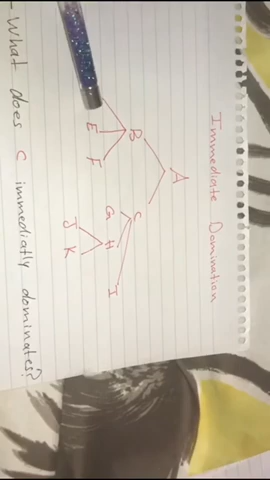 Immediate Domination
A
B C
E F G H I
J K
- What does C immediatly dominates?